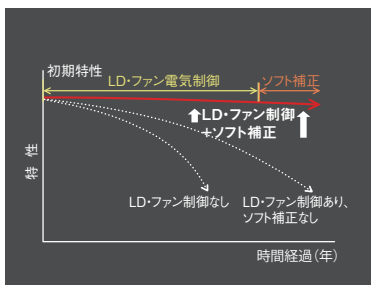 初期特性
LD・ファン電気制御
ソフト補正
LD・ファン制御
+ソフト補正
特性
LD・ファン制御なし
LD・ファン制御あり、
ソフト補正なし
時間経過(年)